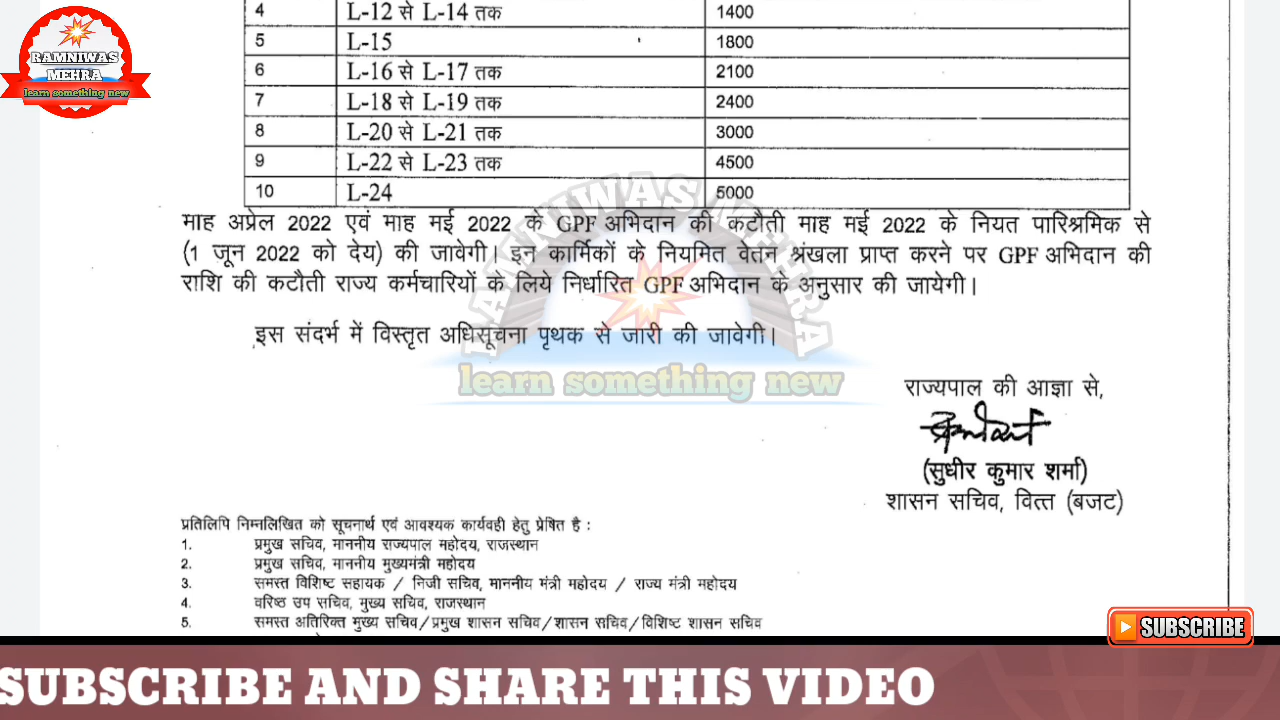 RAMNIWAS
MEHRA
learn something new
4 L-12 से L-14 तक 1400
5 L-15 1800
6 L-16 से L-17 तक 2100
7 L-18 से L-19 तक 2400
8 L-20 से L-21 तक 3000
9 L-22 से L-23 तक 4500
10 L-24 5000
माह अप्रेल 2022 एवं माह मई 2022 के GPF अभिदान की कटौती माह मई 2022 के नियत पारिश्रमिक से
(1 जून 2022 को देय) की जावेगी। इन कार्मिकों के नियमित वेतन श्रंखला प्राप्त करने पर GPF अभिदान की
राशि की कटौती राज्य कर्मचारियों के लिये निर्धारित GPF अभिदान के अनुसार की जायेगी।
RAMNIWAS MEHRA
इस संदर्भ में विस्तृत अधिसूचना पृथक से जारी की जावेगी।
learn something new
राज्यपाल की आज्ञा से,
(सुधीर कुमार शर्मा)
शासन सचिव, वित्त (बजट)
प्रतिलिपि निम्नलिखित को सूचनार्थ एवं आवश्यक कार्यवही हेतु प्रेषित है :
1. प्रमुख सचिव, माननीय राज्यपाल महोदय, राजस्थान
2. प्रमुख सचिव, माननीय मुख्यमंत्री महोदय
3. समस्त विशिष्ट सहायक / निजी सचिव, माननीय मंत्री महोदय / राज्य मंत्री महोदय
4. वरिष्ठ उप सचिव, मुख्य सचिव, राजस्थान
5. समस्त अतिरिक्त मुख्य सचिव/प्रमुख शासन सचिव/शासन सचिव/विशिष्ट शासन सचिव
SUBSCRIBE
SUBSCRIBE AND SHARE THIS VIDEO